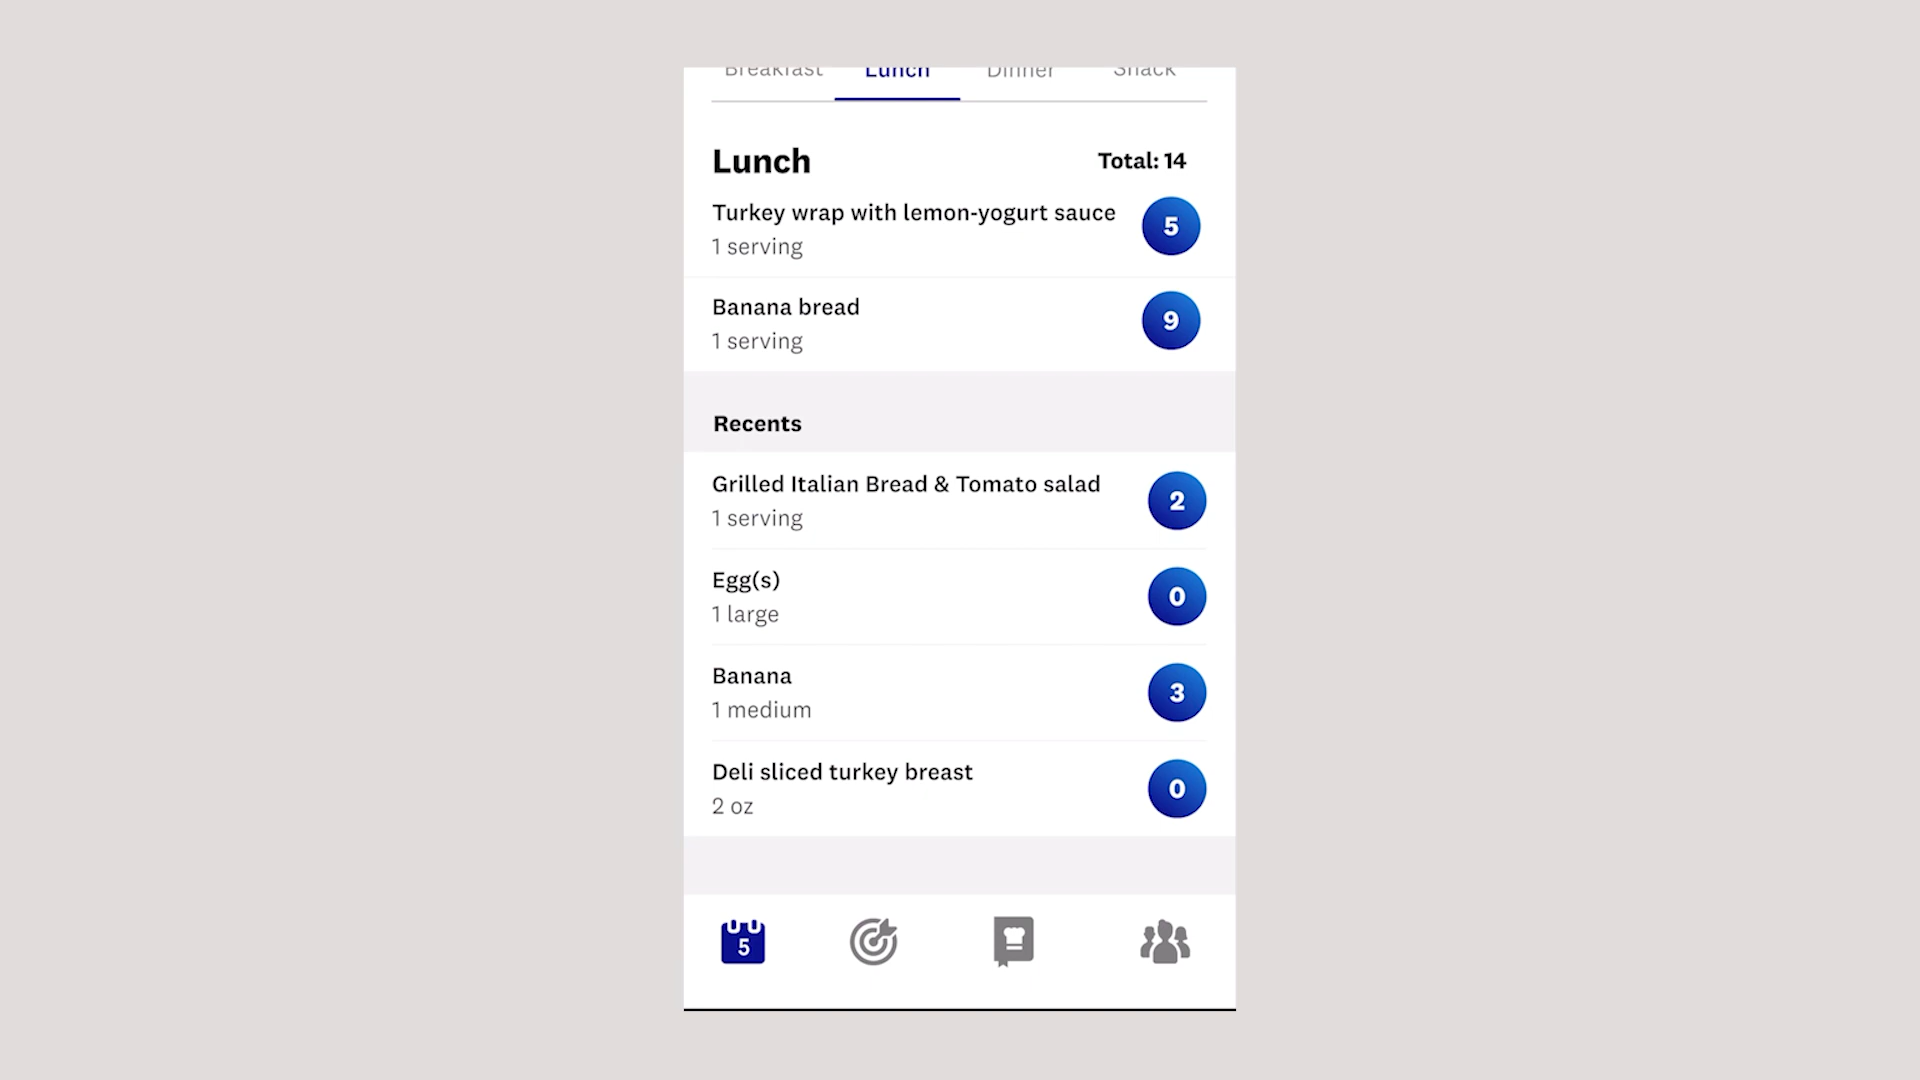 Breakfast Lunch Dinner Snack
Lunch Total: 14
Turkey wrap with lemon-yogurt sauce 5
1 serving
Banana bread 9
1 serving
Recents
Grilled Italian Bread & Tomato salad 2
1 serving
Egg(s) 0
1 large
Banana 3
1 medium
Deli sliced turkey breast 0
2 oz
5